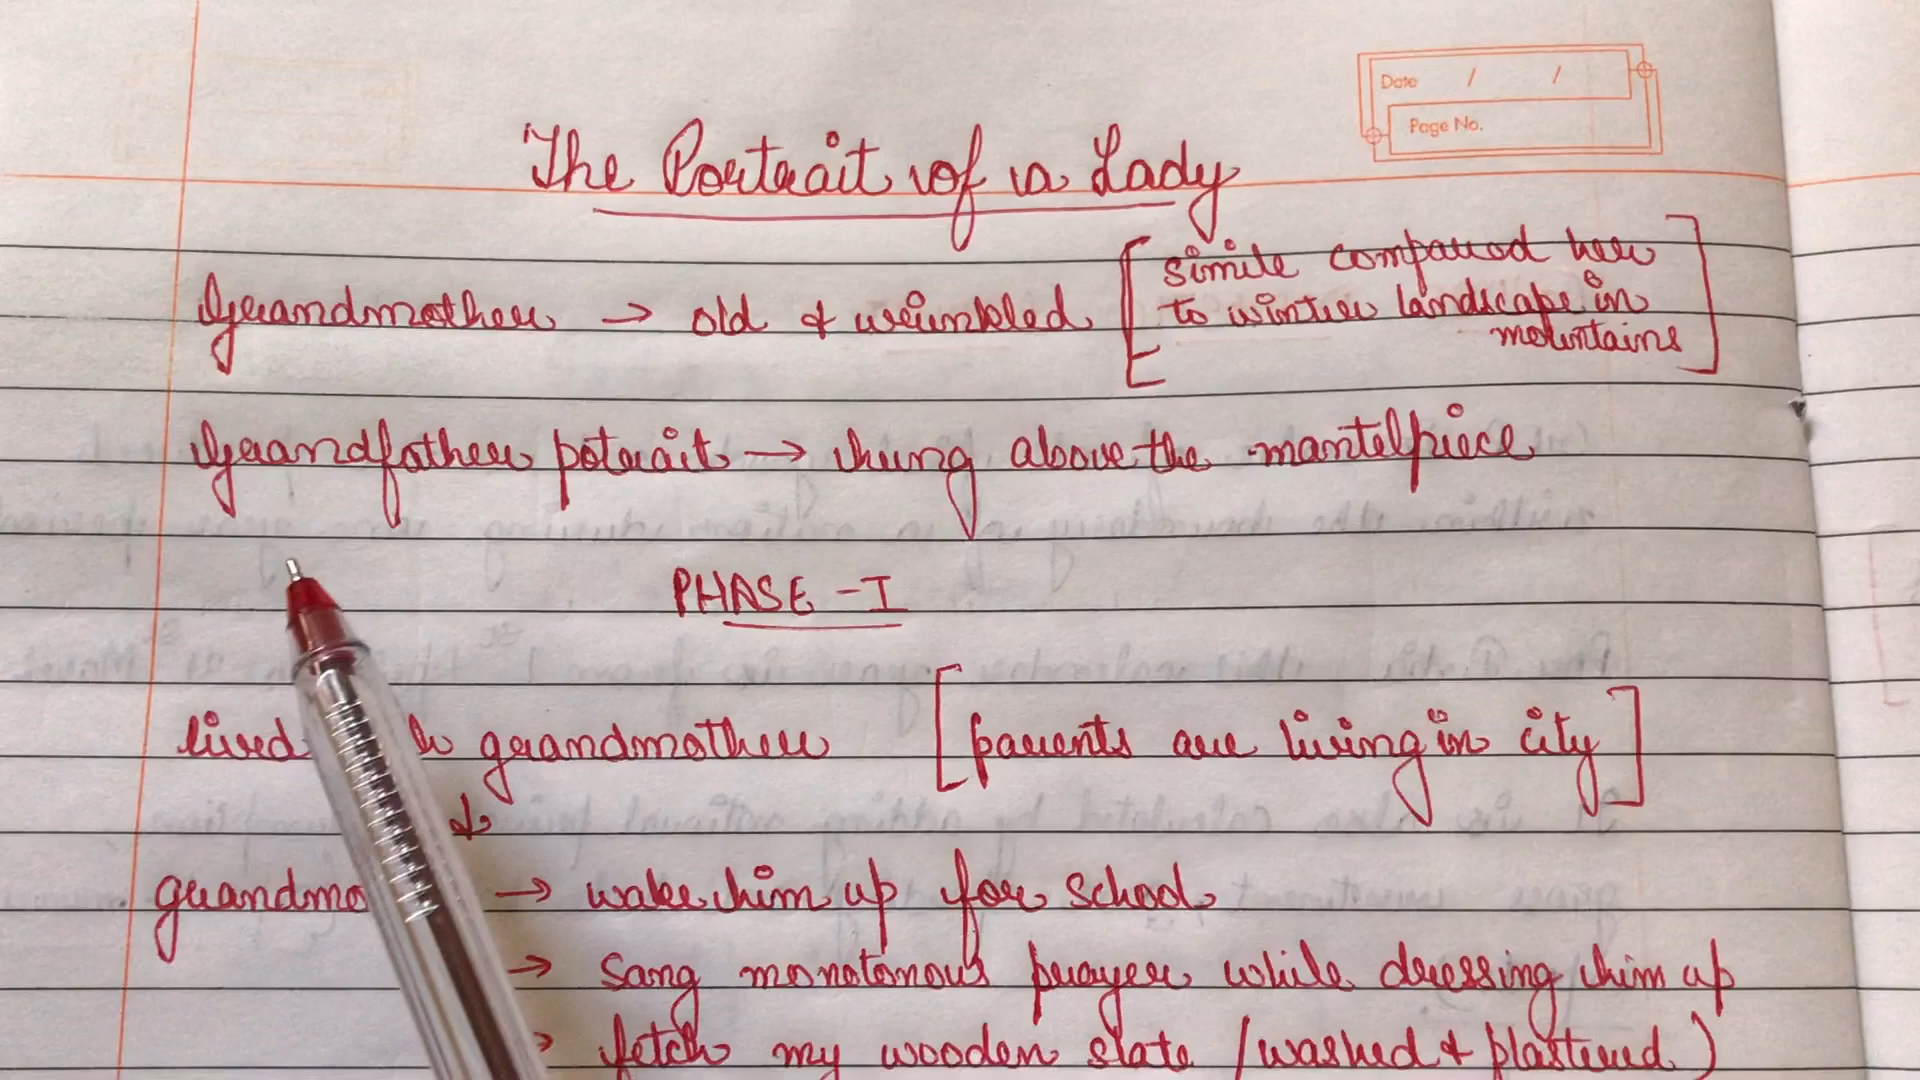 Date / /
Page No.
The Portrait of a Lady
Grandmother → old & wrinkled [simile compared her
to winter landscape in
mountains]
Grandfather potrait → hung above the mantelpiece
PHASE - I
lived grandmother [parents are living in city]
&
→ wake him up for school
→ sang monotonous prayer while dressing him up
→ fetch my wooden slate (washed & plastered)